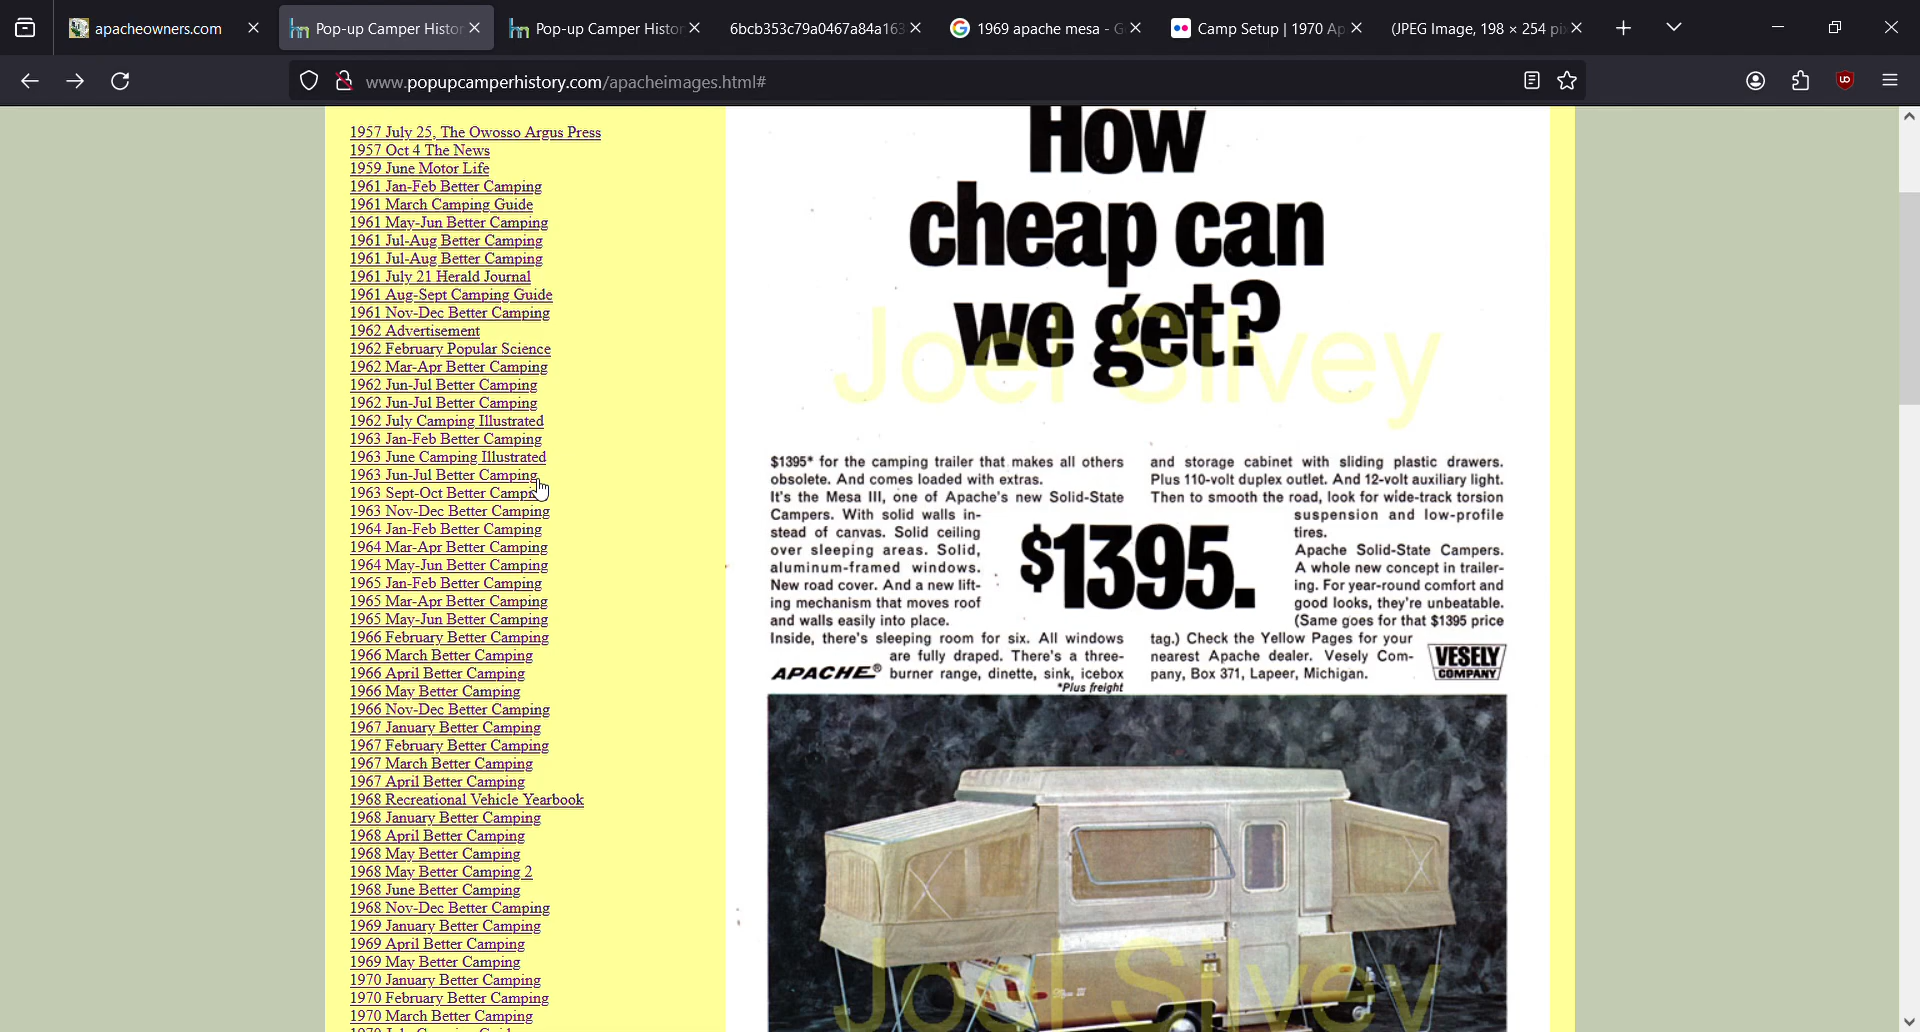 apacheowners.com
Pop-up Camper Histor
Pop-up Camper Histor
6bcb353c79a0467a84a163
1969 apache mesa - G
Camp Setup | 1970 Ap
(JPEG Image, 198 × 254 pi
www.popupcamperhistory.com/apacheimages.html#
1957 July 25, The Owosso Argus Press
1957 Oct 4 The News
1959 June Motor Life
1961 Jan-Feb Better Camping
1961 March Camping Guide
1961 May-Jun Better Camping
1961 Jul-Aug Better Camping
1961 Jul-Aug Better Camping
1961 July 21 Herald Journal
1961 Aug-Sept Camping Guide
1961 Nov-Dec Better Camping
1962 Advertisement
1962 February Popular Science
1962 Mar-Apr Better Camping
1962 Jun-Jul Better Camping
1962 Jun-Jul Better Camping
1962 July Camping Illustrated
1963 Jan-Feb Better Camping
1963 June Camping Illustrated
1963 Jun-Jul Better Camping
1963 Sept-Oct Better Camping
1963 Nov-Dec Better Camping
1964 Jan-Feb Better Camping
1964 Mar-Apr Better Camping
1964 May-Jun Better Camping
1965 Jan-Feb Better Camping
1965 Mar-Apr Better Camping
1965 May-Jun Better Camping
1966 February Better Camping
1966 March Better Camping
1966 April Better Camping
1966 May Better Camping
1966 Nov-Dec Better Camping
1967 January Better Camping
1967 February Better Camping
1967 March Better Camping
1967 April Better Camping
1968 Recreational Vehicle Yearbook
1968 January Better Camping
1968 April Better Camping
1968 May Better Camping
1968 May Better Camping 2
1968 June Better Camping
1968 Nov-Dec Better Camping
1969 January Better Camping
1969 April Better Camping
1969 May Better Camping
1970 January Better Camping
1970 February Better Camping
1970 March Better Camping
How
cheap can
we get?
Joel Silvey
$1395* for the camping trailer that makes all others
obsolete. And comes loaded with extras.
It's the Mesa III, one of Apache's new Solid-State
Campers. With solid walls in-
stead of canvas. Solid ceiling
over sleeping areas. Solid,
aluminum-framed windows.
New road cover. And a new lift-
ing mechanism that moves roof
and walls easily into place.
Inside, there's sleeping room for six. All windows
are fully draped. There's a three-
burner range, dinette, sink, icebox
APACHE®
*Plus freight
$1395.
and storage cabinet with sliding plastic drawers.
Plus 110-volt duplex outlet. And 12-volt auxiliary light.
Then to smooth the road, look for wide-track torsion
suspension and low-profile
tires.
Apache Solid-State Campers.
A whole new concept in trailer-
ing. For year-round comfort and
good looks, they're unbeatable.
(Same goes for that $1395 price
tag.) Check the Yellow Pages for your
nearest Apache dealer. Vesely Com-
pany, Box 371, Lapeer, Michigan.
VESELY
COMPANY
Joel Silvey